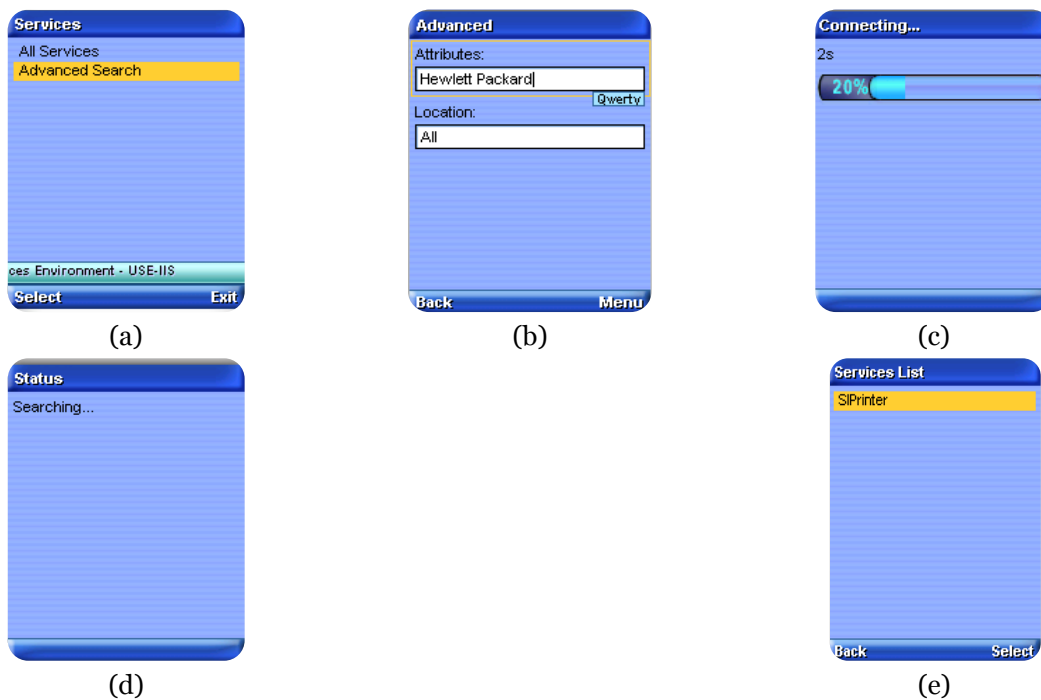 Services
All Services
Advanced Search
ces Environment - USE-IIS
Select Exit
(a)
Advanced
Attributes:
Hewlett Packard
Qwerty
Location:
All
Back Menu
(b)
Connecting...
2s
20%
(c)
Status
Searching...
(d)
Services List
SIPrinter
Back Select
(e)